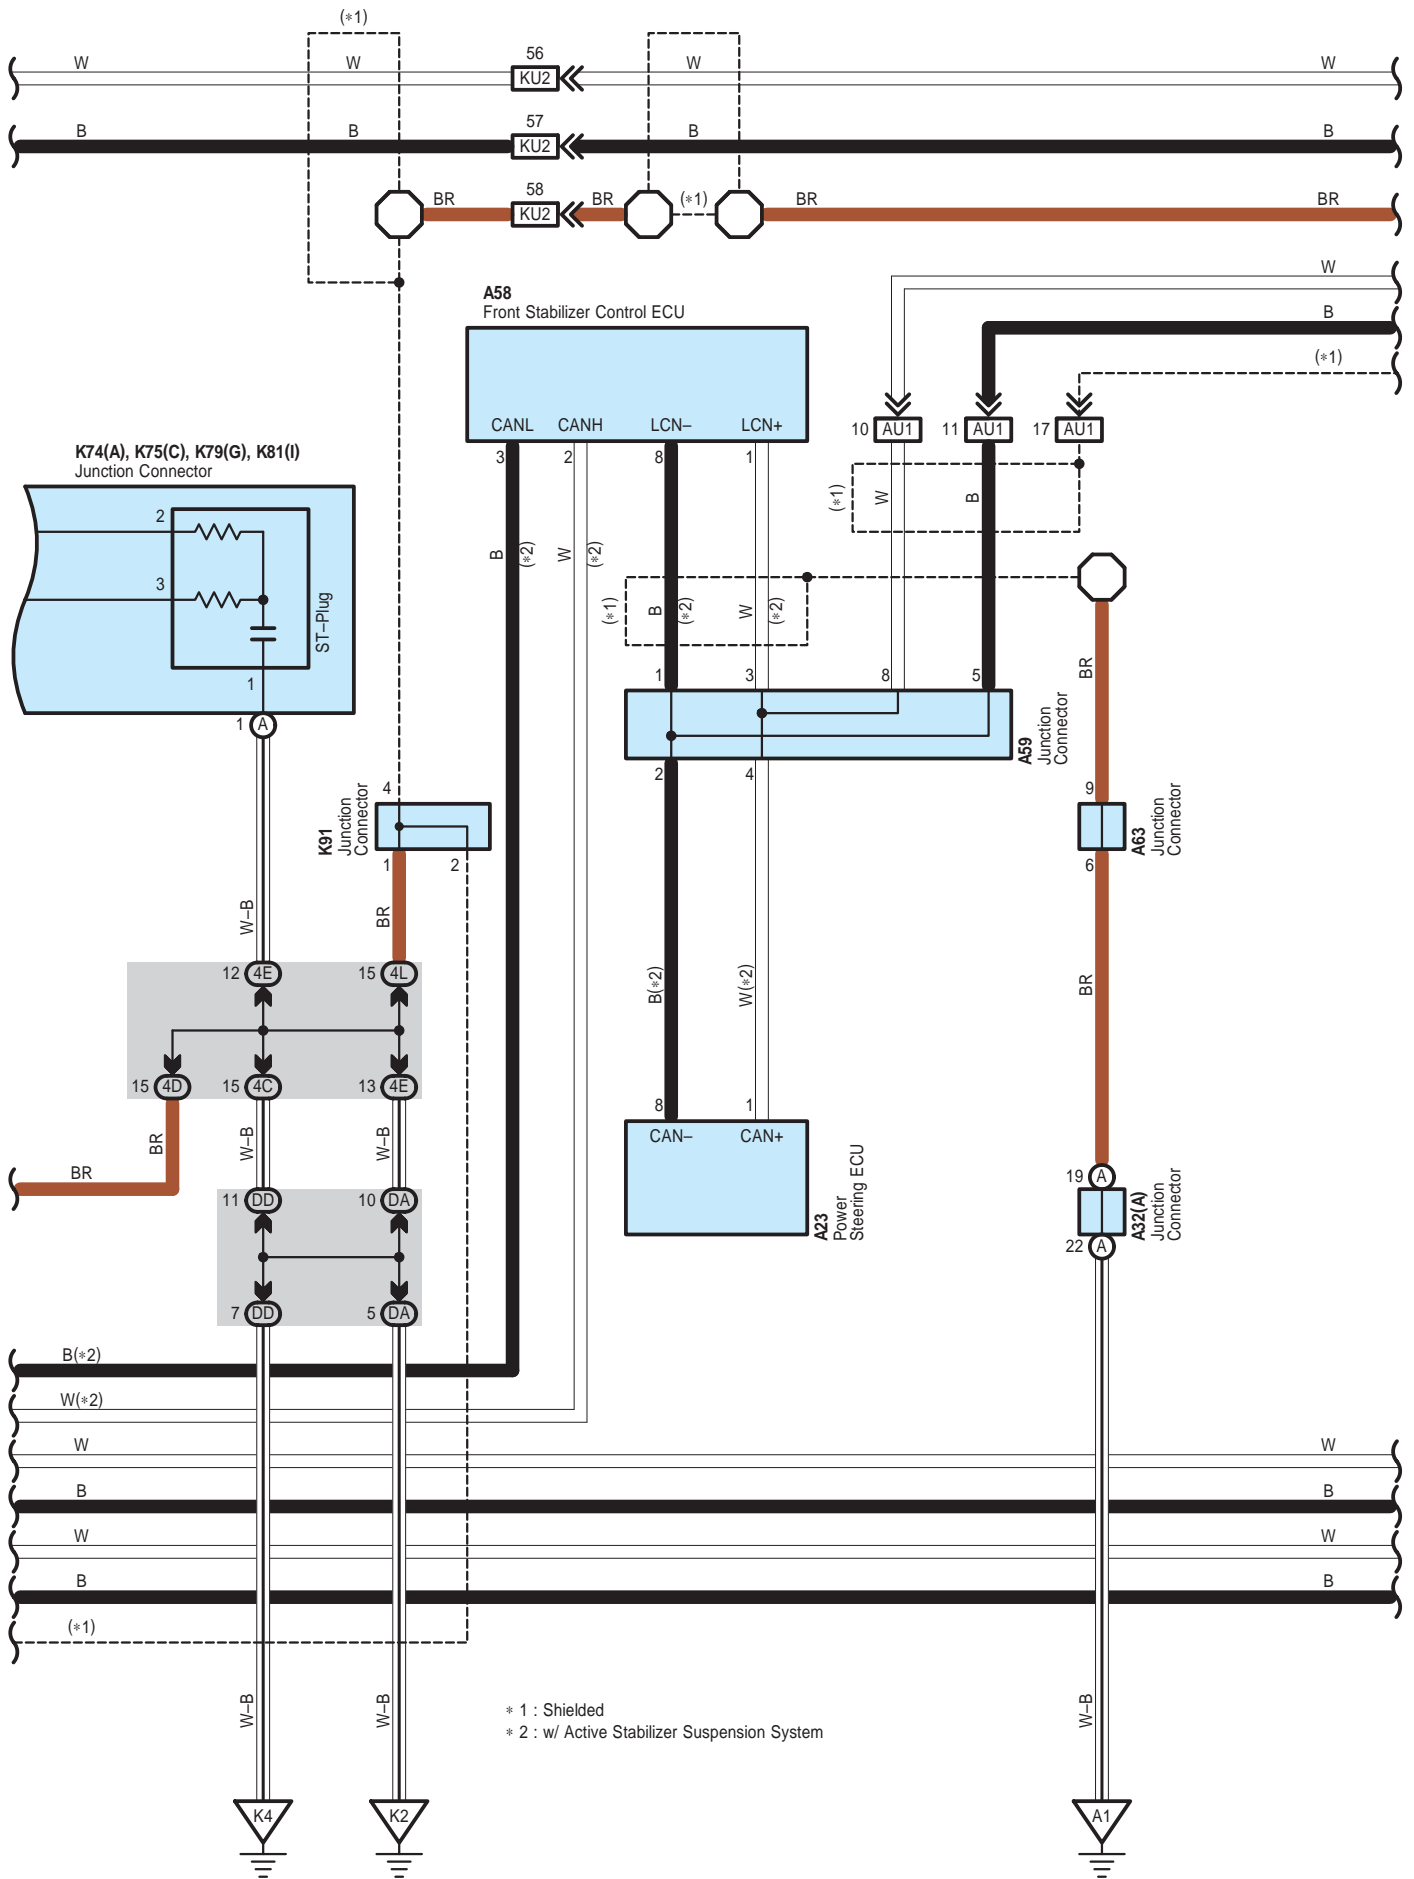 (∗1)
W W 56 W W
KU2
B B 57 B B
KU2
BR 58 BR (∗1) BR BR
KU2
W
A58
Front Stabilizer Control ECU
B
(∗1)
CANL CANH LCN– LCN+
10 AU1 11 AU1 17 AU1
3 2 8 1
K74(A), K75(C), K79(G), K81(I)
Junction Connector
(∗1) W B
2
B (∗2) W (∗2)
3
ST–Plug
(∗1) B (∗2) W (∗2)
1
1 3 8 5
BR
1 A
A59
Junction
Connector
2 4
4
9
K91
Junction
Connector
A63
Junction
Connector
1 2
6
W–B BR
12 4E 15 4L
B(∗2) W(∗2)
BR
15 4D 15 4C 13 4E
8 1
BR W–B W–B
CAN– CAN+
BR
19 A
11 DD 10 DA
A23
Power
Steering ECU
A32(A)
Junction
Connector
22 A
7 DD 5 DA
B(∗2)
W(∗2)
W W
B B
W W
B B
(∗1)
W–B W–B W–B
∗ 1 : Shielded
∗ 2 : w/ Active Stabilizer Suspension System
K4 K2 A1